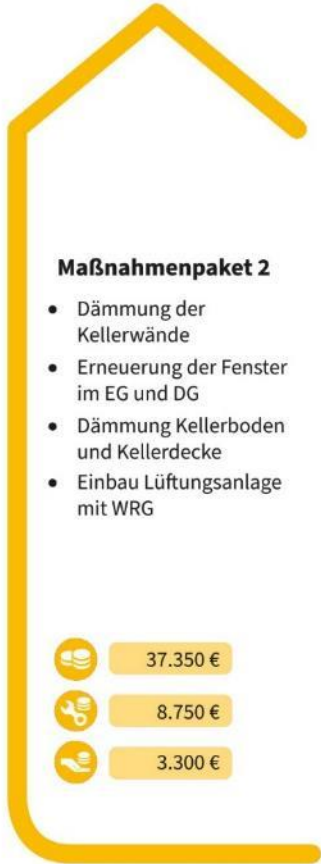 Maßnahmenpaket 2
• Dämmung der
Kellerwände
• Erneuerung der Fenster
im EG und DG
• Dämmung Kellerboden
und Kellerdecke
• Einbau Lüftungsanlage
mit WRG
37.350 €
8.750 €
3.300 €